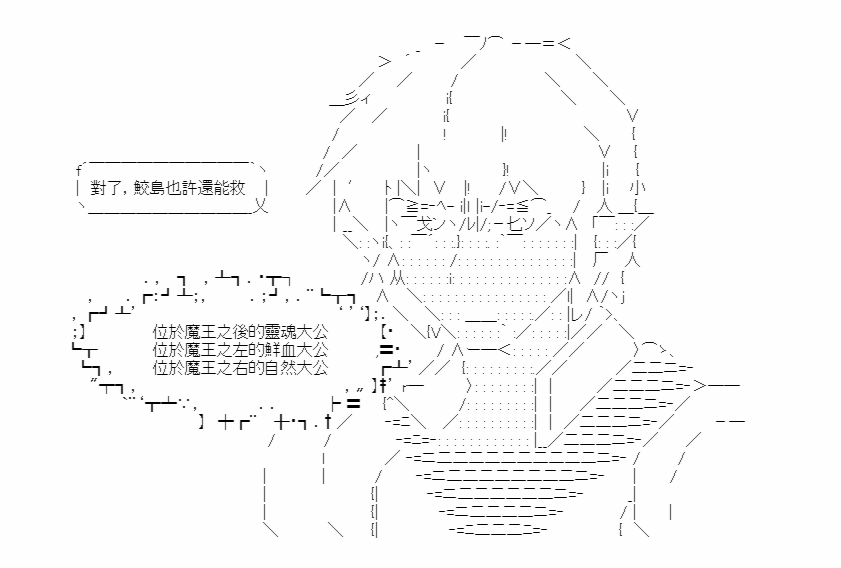 對了，鮫島也許還能救
位於魔王之後的靈魂大公
位於魔王之左的鮮血大公
位於魔王之右的自然大公